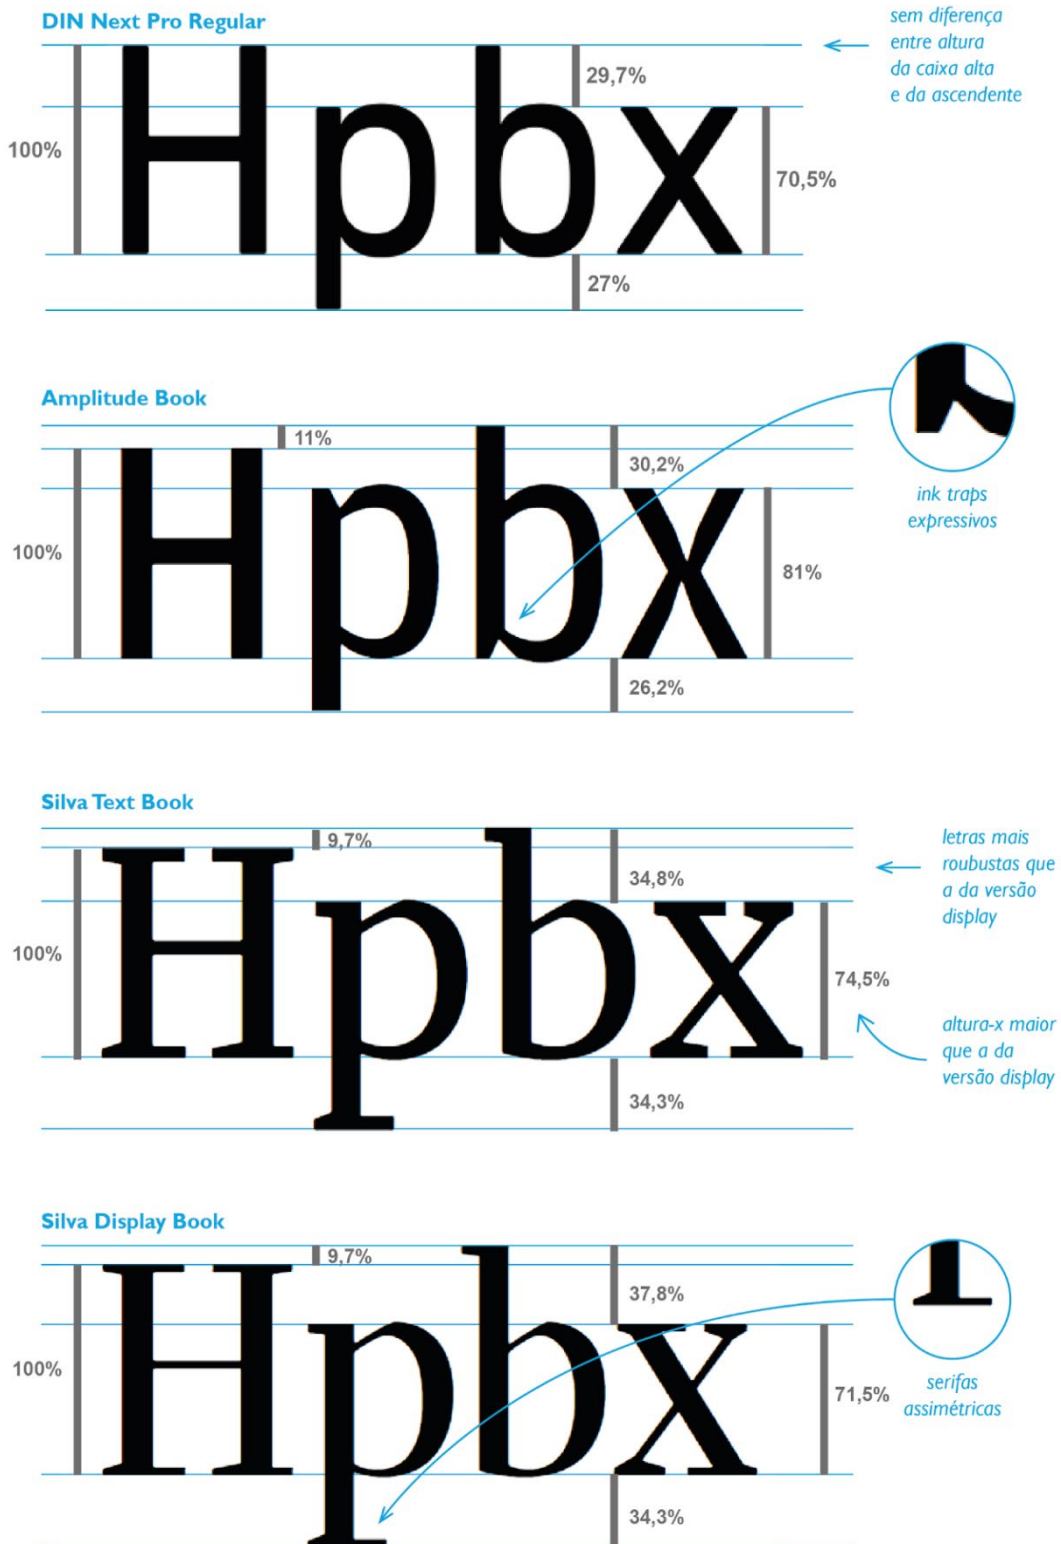 DIN Next Pro Regular
sem diferença
entre altura
da caixa alta
e da ascendente
Hpbx
100%
29,7%
70,5%
27%
Amplitude Book
Hpbx
100%
11%
30,2%
81%
26,2%
ink traps
expressivos
Silva Text Book
Hpbx
100%
9,7%
34,8%
74,5%
34,3%
letras mais
roubustas que
a da versão
display
altura-x maior
que a da
versão display
Silva Display Book
Hpbx
100%
9,7%
37,8%
71,5%
34,3%
serifas
assimétricas